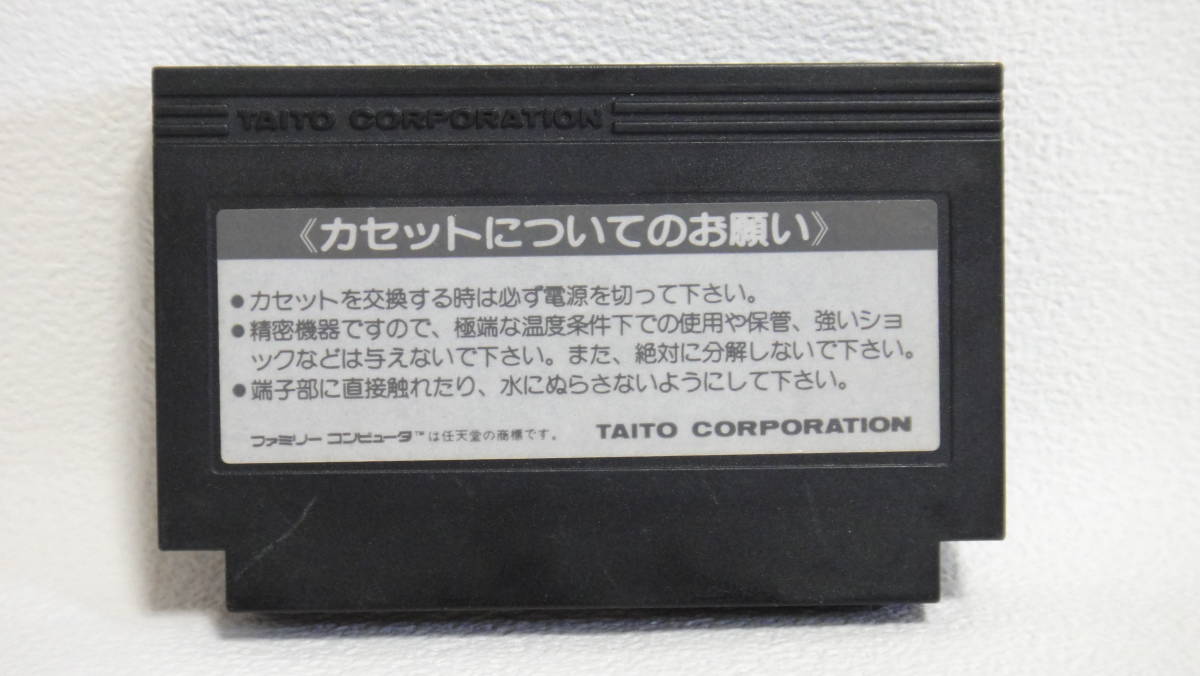 TAITO CORPORATION
《カセットについてのお願い》
●カセットを交換する時は必ず電源を切って下さい。
●精密機器ですので、極端な温度条件下での使用や保管、強いショ
ックなどは与えないで下さい。また、絶対に分解しないで下さい。
●端子部に直接触れたり、水にぬらさないようにして下さい。
ファミリーコンピュータ™は任天堂の商標です。 TAITO CORPORATION